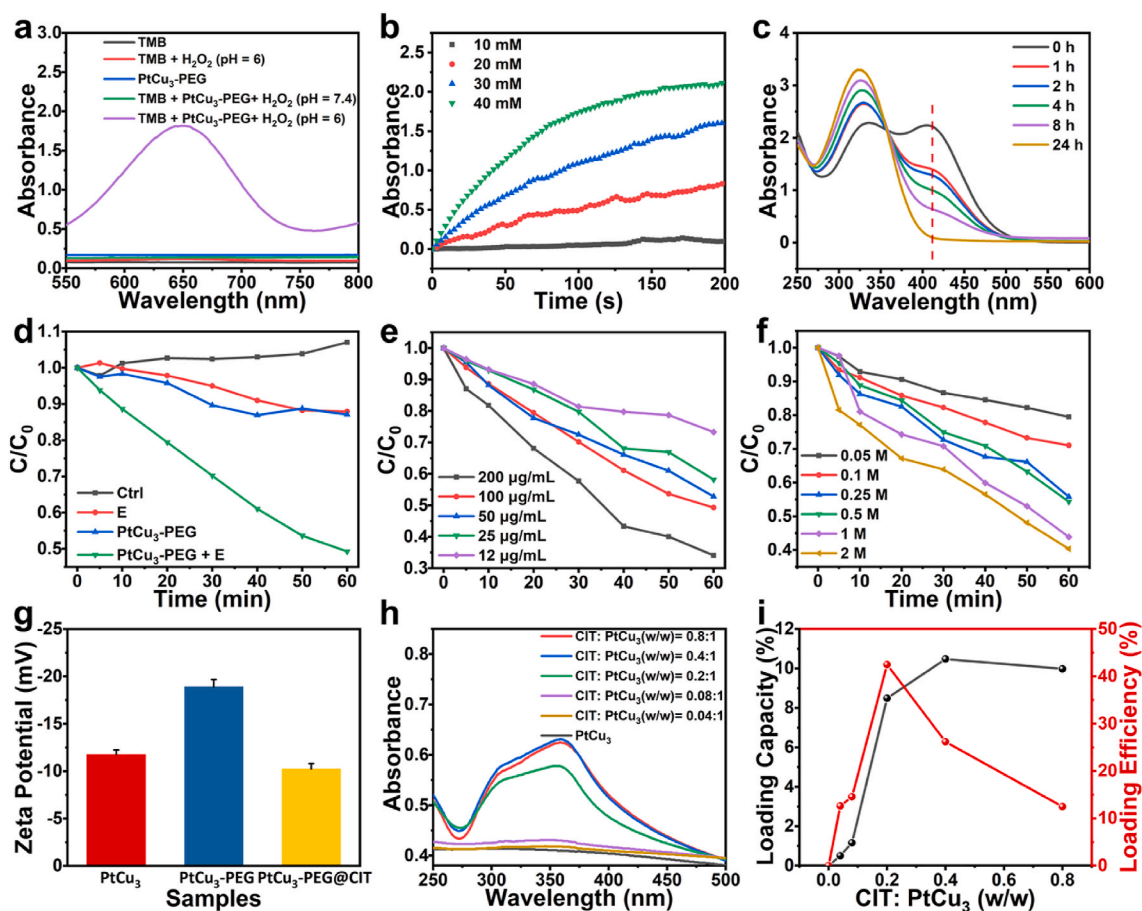 a
TMB
TMB + H₂O₂ (pH = 6)
PtCu₃-PEG
TMB + PtCu₃-PEG+ H₂O₂ (pH = 7.4)
TMB + PtCu₃-PEG+ H₂O₂ (pH = 6)
Absorbance
3.0
2.5
2.0
1.5
1.0
0.5
0.0
550
600
650
700
750
800
Wavelength (nm)
b
10 mM
20 mM
30 mM
40 mM
Absorbance
2.5
2.0
1.5
1.0
0.5
0.0
0
50
100
150
200
Time (s)
c
0 h
1 h
2 h
4 h
8 h
24 h
Absorbance
4
3
2
1
0
250
300
350
400
450
500
550
600
Wavelength (nm)
d
Ctrl
E
PtCu₃-PEG
PtCu₃-PEG + E
C/C₀
1.1
1.0
0.9
0.8
0.7
0.6
0.5
0
10
20
30
40
50
60
Time (min)
e
200 μg/mL
100 μg/mL
50 μg/mL
25 μg/mL
12 μg/mL
C/C₀
1.0
0.9
0.8
0.7
0.6
0.5
0.4
0.3
0
10
20
30
40
50
60
Time (min)
f
0.05 M
0.1 M
0.25 M
0.5 M
1 M
2 M
C/C₀
1.0
0.9
0.8
0.7
0.6
0.5
0.4
0
10
20
30
40
50
60
Time (min)
g
Zeta Potential (mV)
-25
-20
-15
-10
-5
0
PtCu₃
PtCu₃-PEG
PtCu₃-PEG@CIT
Samples
h
CIT: PtCu₃(w/w)= 0.8:1
CIT: PtCu₃(w/w)= 0.4:1
CIT: PtCu₃(w/w)= 0.2:1
CIT: PtCu₃(w/w)= 0.08:1
CIT: PtCu₃(w/w)= 0.04:1
PtCu₃
Absorbance
0.8
0.7
0.6
0.5
0.4
250
300
350
400
450
500
Wavelength (nm)
i
Loading Capacity (%)
12
10
8
6
4
2
0
0.0
0.2
0.4
0.6
0.8
CIT: PtCu₃ (w/w)
50
40
30
20
10
0
Loading Efficiency (%)